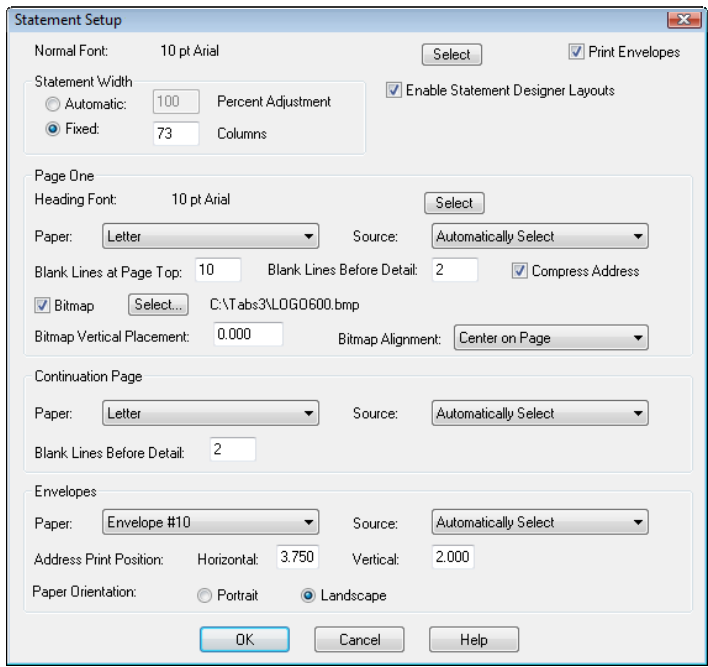 Statement Setup
Normal Font: 10 pt Arial Select Print Envelopes
Statement Width
Enable Statement Designer Layouts
Automatic: 100 Percent Adjustment
Fixed: 73 Columns
Page One
Heading Font: 10 pt Arial Select
Paper: Letter Source: Automatically Select
Blank Lines at Page Top: 10 Blank Lines Before Detail: 2 Compress Address
Bitmap Select... C:\Tabs3\LOGO600.bmp
Bitmap Vertical Placement: 0.000 Bitmap Alignment: Center on Page
Continuation Page
Paper: Letter Source: Automatically Select
Blank Lines Before Detail: 2
Envelopes
Paper: Envelope #10 Source: Automatically Select
Address Print Position: Horizontal: 3.750 Vertical: 2.000
Paper Orientation: Portrait Landscape
OK Cancel Help